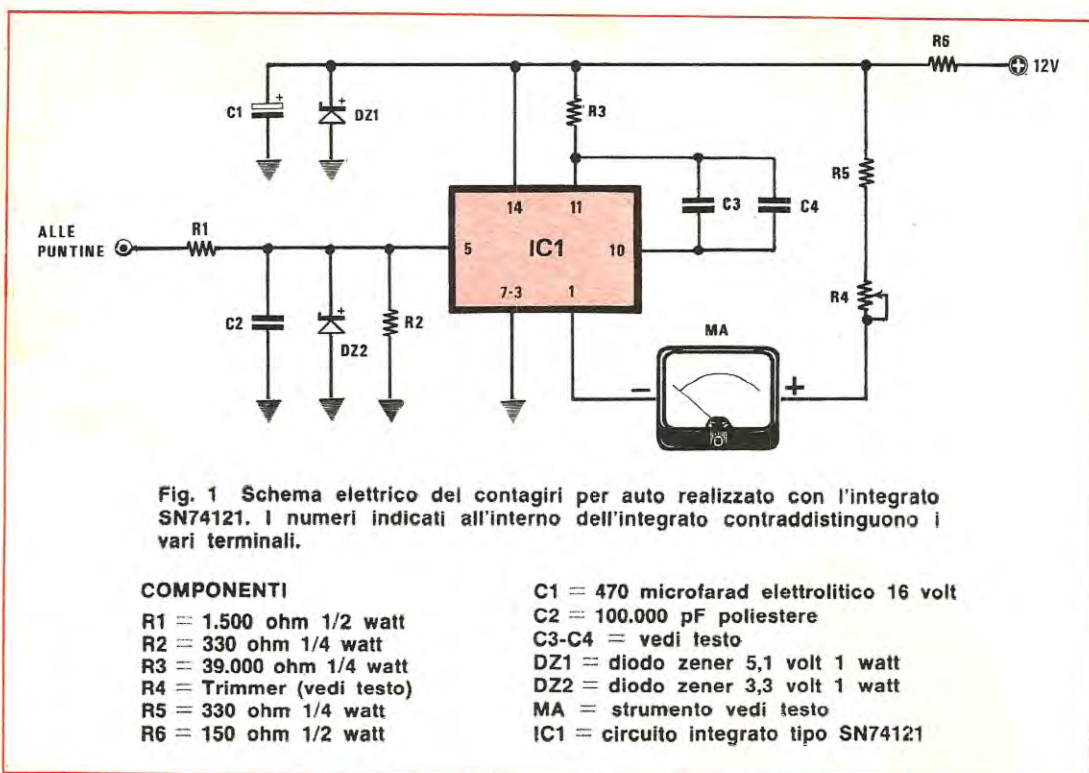 R6
12V
C1
+
DZ1
+
R3
R5
C3
C4
14
11
ALLE
PUNTINE
R1
5
IC1
10
C2
DZ2
+
R2
7-3
1
R4
MA
−
+
Fig. 1 Schema elettrico del contagiri per auto realizzato con l'integrato
SN74121. I numeri indicati all'interno dell'integrato contraddistinguono i
vari terminali.
COMPONENTI
R1 = 1.500 ohm 1/2 watt
R2 = 330 ohm 1/4 watt
R3 = 39.000 ohm 1/4 watt
R4 = Trimmer (vedi testo)
R5 = 330 ohm 1/4 watt
R6 = 150 ohm 1/2 watt
C1 = 470 microfarad elettrolitico 16 volt
C2 = 100.000 pF poliestere
C3-C4 = vedi testo
DZ1 = diodo zener 5,1 volt 1 watt
DZ2 = diodo zener 3,3 volt 1 watt
MA = strumento vedi testo
IC1 = circuito integrato tipo SN74121